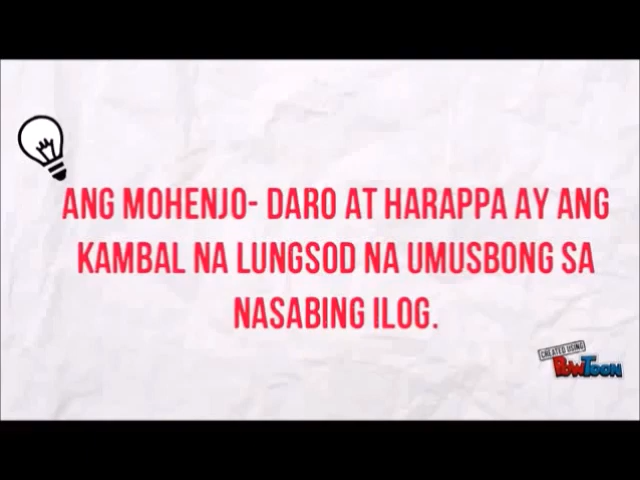 ANG MOHENJO- DARO AT HARAPPA AY ANG
KAMBAL NA LUNGSOD NA UMUSBONG SA
NASABING ILOG.
CREATED USING
POWTOON